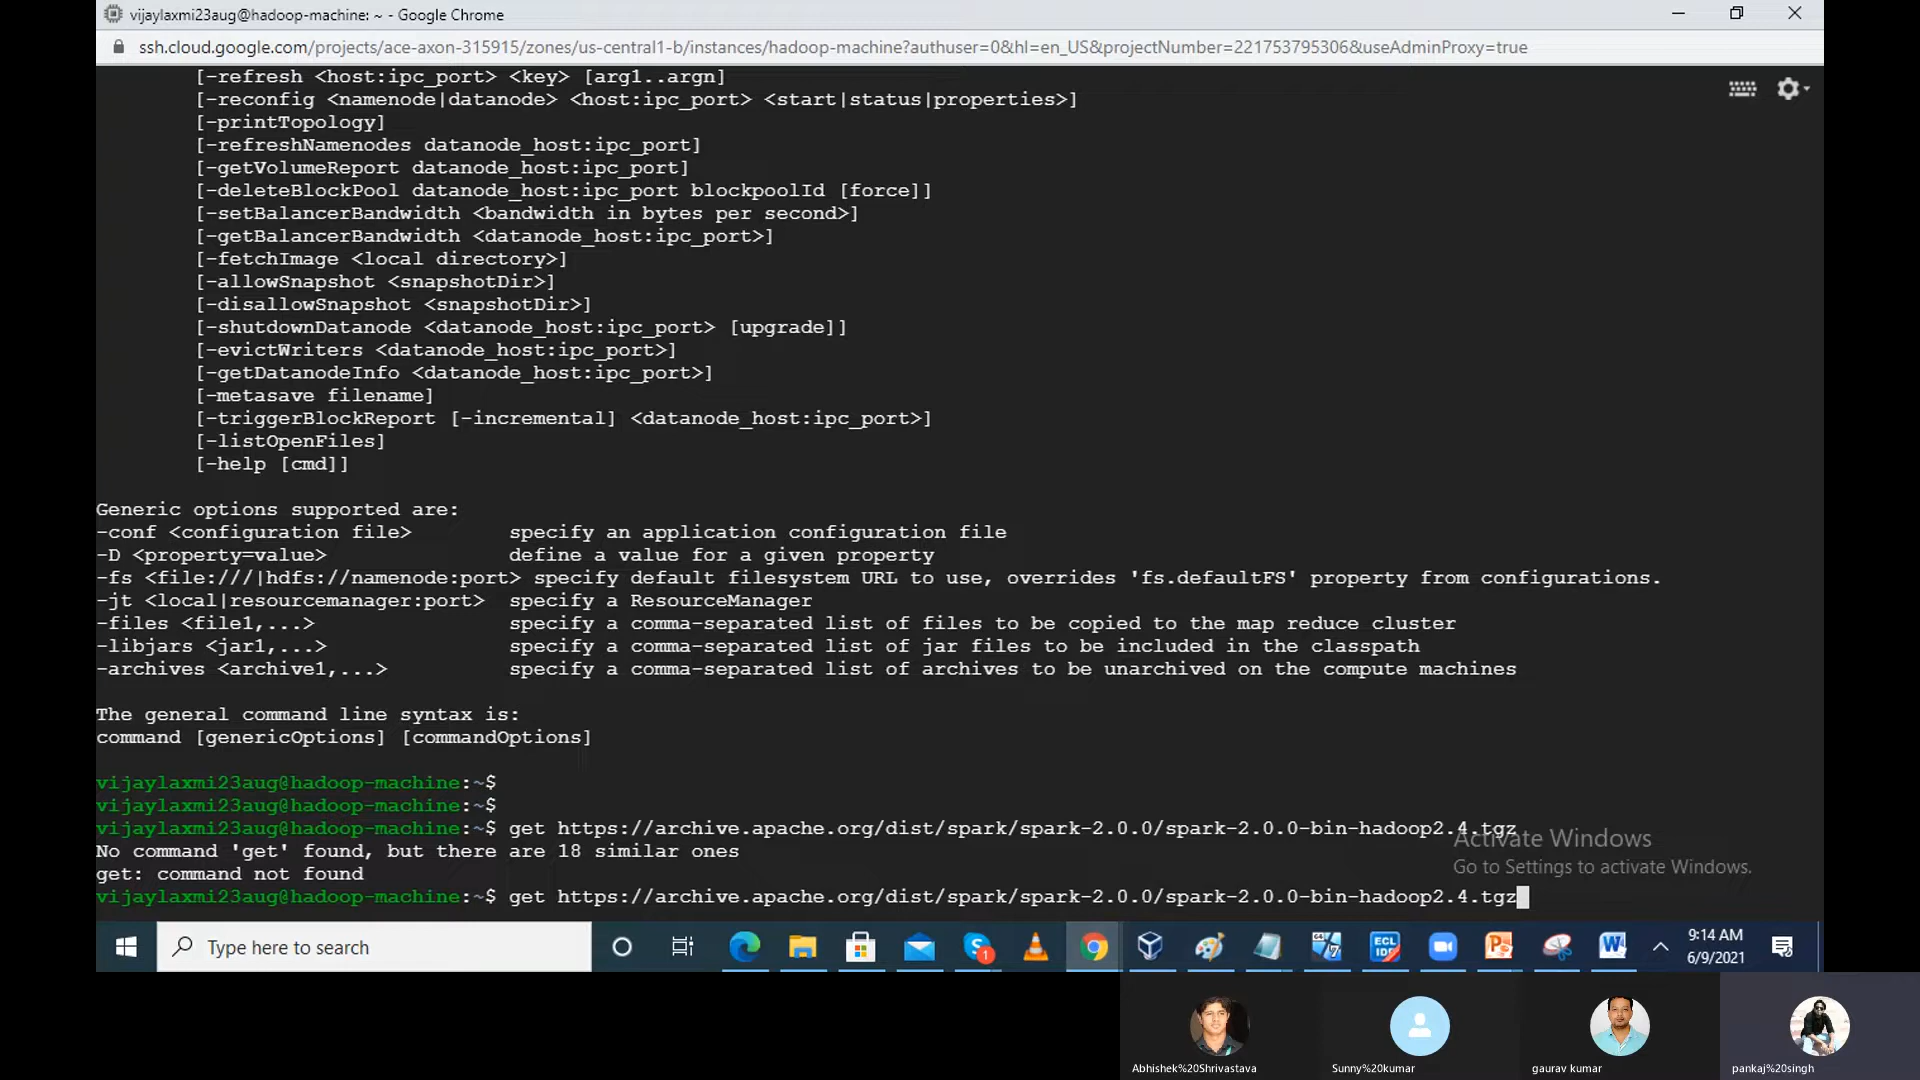 vijaylaxmi23aug@hadoop-machine: ~ - Google Chrome
ssh.cloud.google.com/projects/ace-axon-315915/zones/us-central1-b/instances/hadoop-machine?authuser=0&hl=en_US&projectNumber=221753795306&useAdminProxy=true
[-refresh <host:ipc_port> <key> [arg1..argn]
[-reconfig <namenode|datanode> <host:ipc_port> <start|status|properties>]
[-printTopology]
[-refreshNamenodes datanode_host:ipc_port]
[-getVolumeReport datanode_host:ipc_port]
[-deleteBlockPool datanode_host:ipc_port blockpoolId [force]]
[-setBalancerBandwidth <bandwidth in bytes per second>]
[-getBalancerBandwidth <datanode_host:ipc_port>]
[-fetchImage <local directory>]
[-allowSnapshot <snapshotDir>]
[-disallowSnapshot <snapshotDir>]
[-shutdownDatanode <datanode_host:ipc_port> [upgrade]]
[-evictWriters <datanode_host:ipc_port>]
[-getDatanodeInfo <datanode_host:ipc_port>]
[-metasave filename]
[-triggerBlockReport [-incremental] <datanode_host:ipc_port>]
[-listOpenFiles]
[-help [cmd]]
Generic options supported are:
-conf <configuration file> specify an application configuration file
-D <property=value> define a value for a given property
-fs <file:///|hdfs://namenode:port> specify default filesystem URL to use, overrides 'fs.defaultFS' property from configurations.
-jt <local|resourcemanager:port> specify a ResourceManager
-files <file1,...> specify a comma-separated list of files to be copied to the map reduce cluster
-libjars <jar1,...> specify a comma-separated list of jar files to be included in the classpath
-archives <archive1,...> specify a comma-separated list of archives to be unarchived on the compute machines
The general command line syntax is:
command [genericOptions] [commandOptions]
vijaylaxmi23aug@hadoop-machine:~$
vijaylaxmi23aug@hadoop-machine:~$
vijaylaxmi23aug@hadoop-machine:~$ get https://archive.apache.org/dist/spark/spark-2.0.0/spark-2.0.0-bin-hadoop2.4.tgz
No command 'get' found, but there are 18 similar ones
get: command not found
vijaylaxmi23aug@hadoop-machine:~$ get https://archive.apache.org/dist/spark/spark-2.0.0/spark-2.0.0-bin-hadoop2.4.tgz
Activate Windows
Go to Settings to activate Windows.
Type here to search
1
64
7
ECL
IDE
P
W
9:14 AM
6/9/2021
Abhishek%20Shrivastava
Sunny%20kumar
gaurav kumar
pankaj%20singh